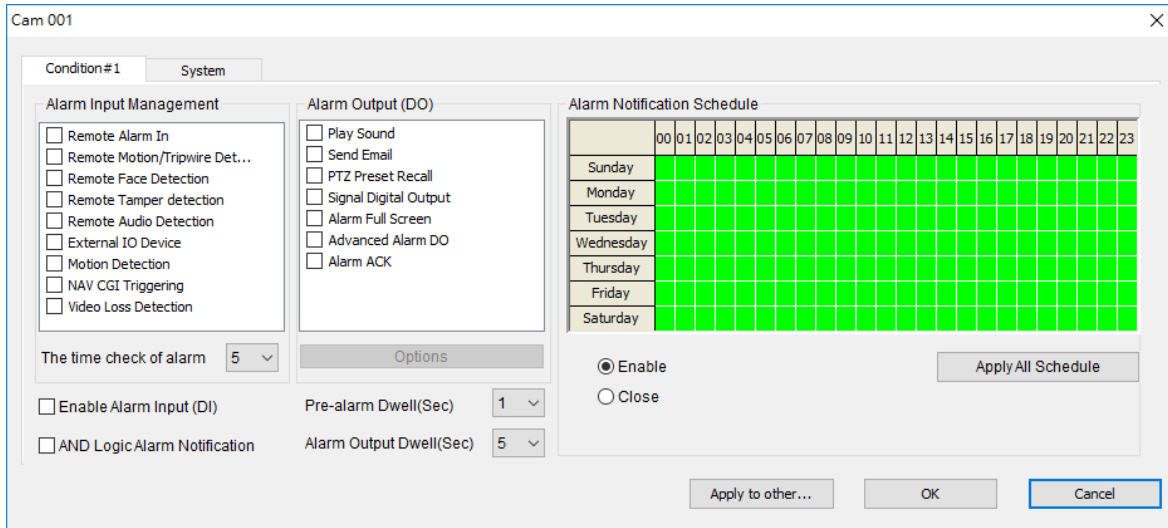 Cam 001
Condition#1
System
Alarm Input Management
Remote Alarm In
Remote Motion/Tripwire Det...
Remote Face Detection
Remote Tamper detection
Remote Audio Detection
External IO Device
Motion Detection
NAV CGI Triggering
Video Loss Detection
The time check of alarm 5
Enable Alarm Input (DI)
AND Logic Alarm Notification
Alarm Output (DO)
Play Sound
Send Email
PTZ Preset Recall
Signal Digital Output
Alarm Full Screen
Advanced Alarm DO
Alarm ACK
Options
Pre-alarm Dwell(Sec) 1
Alarm Output Dwell(Sec) 5
Alarm Notification Schedule
00 01 02 03 04 05 06 07 08 09 10 11 12 13 14 15 16 17 18 19 20 21 22 23
Sunday
Monday
Tuesday
Wednesday
Thursday
Friday
Saturday
Enable
Close
Apply All Schedule
Apply to other...
OK
Cancel